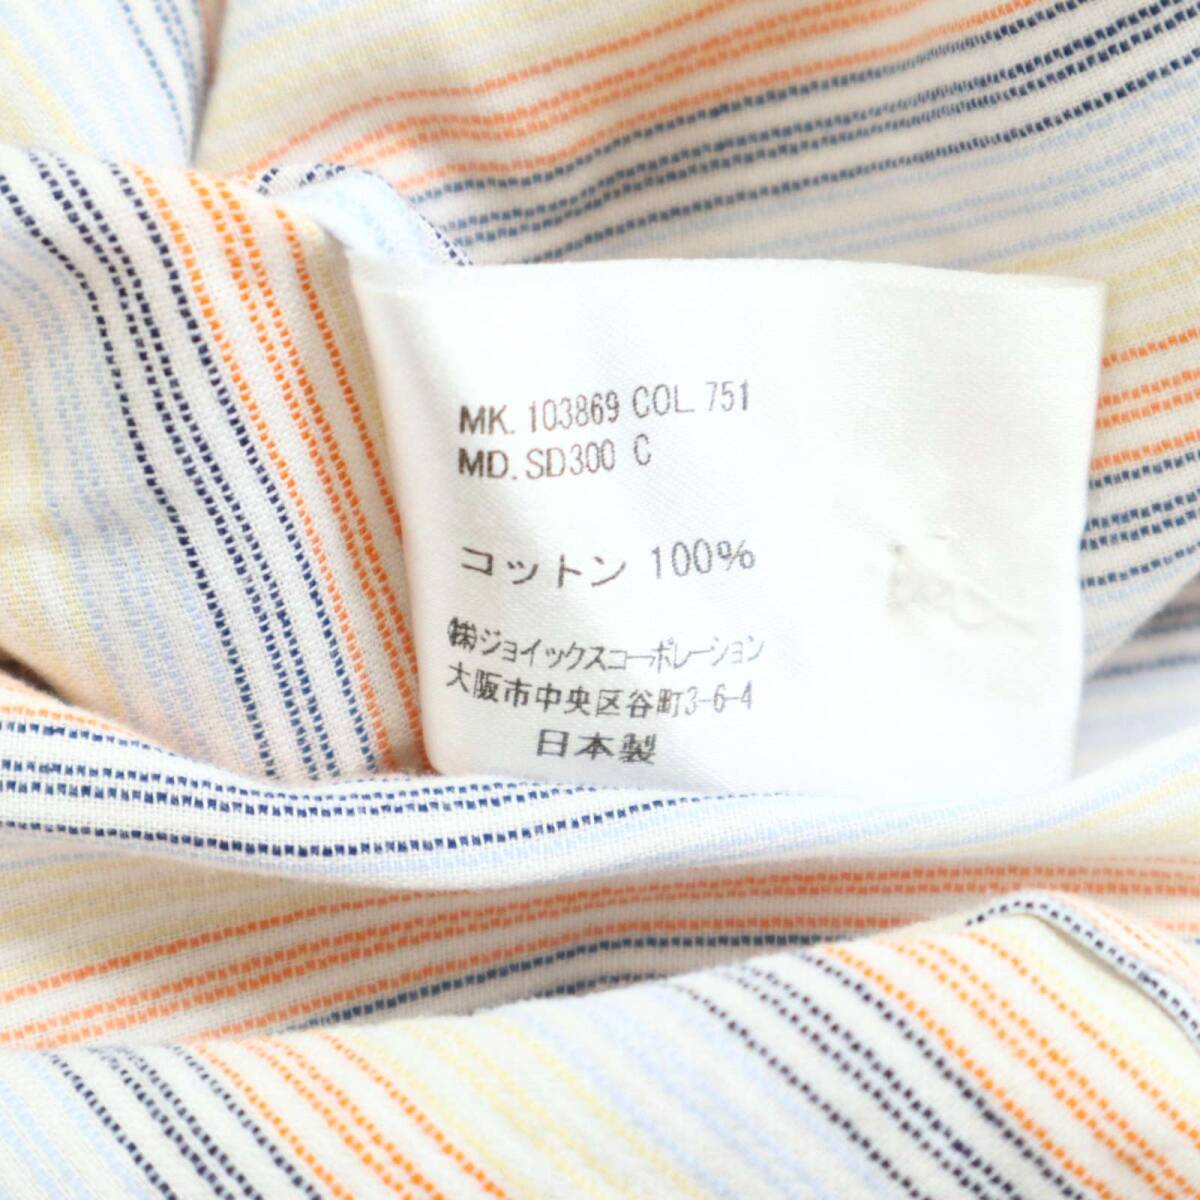 MK. 103869 COL. 751
MD. SD300 C
コットン 100%
㈱ジョイックスコーポレーション
大阪市中央区谷町3-6-4
日本製